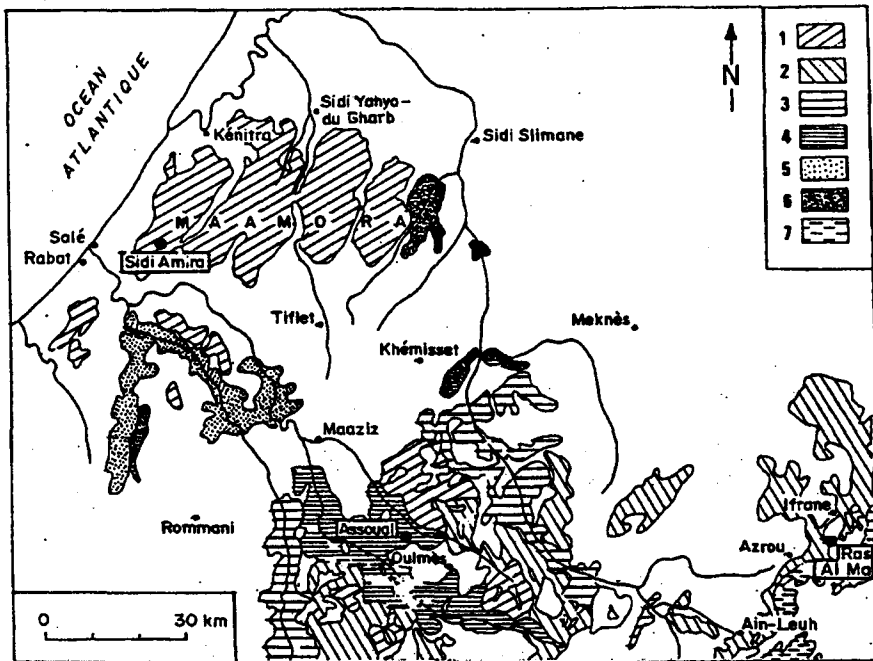 OCEAN
ATLANTIQUE
Sidi Yahya-
du Gharb
Kénitra
Sidi Slimane
MAAMORA
Salé
Rabat
Sidi Amira
Tiflet
Khémisset
Meknès
Maaziz
Rommani
Assoual
Oulmès
Ifrane
Azrou
Ras
Al Ma
Ain-Leuh
N
1
2
3
4
5
6
7
0 30 km